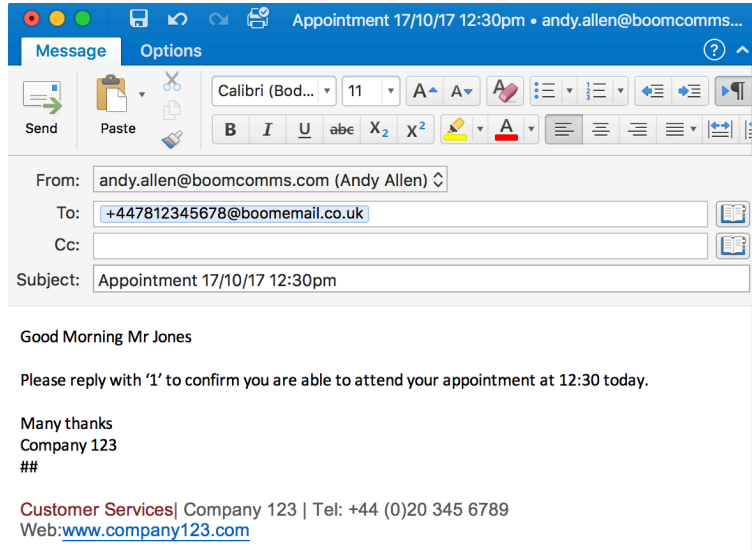 Appointment 17/10/17 12:30pm • andy.allen@boomcomms...
Message Options ?
Send Paste Calibri (Bod... 11 A A A
B I U abc X₂ X² A
From: andy.allen@boomcomms.com (Andy Allen)
To: +447812345678@boomemail.co.uk
Cc:
Subject: Appointment 17/10/17 12:30pm
Good Morning Mr Jones
Please reply with ‘1’ to confirm you are able to attend your appointment at 12:30 today.
Many thanks
Company 123
##
Customer Services| Company 123 | Tel: +44 (0)20 345 6789
Web:www.company123.com